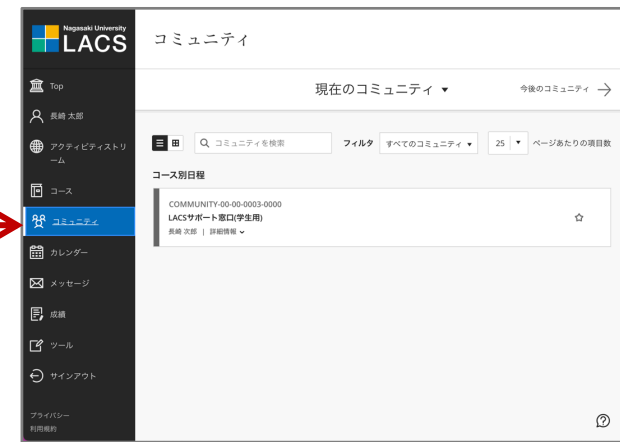 Nagasaki University
LACS
コミュニティ
Top
現在のコミュニティ ▼
今後のコミュニティ →
長崎 太郎
アクティビティストリ
ーム
コミュニティを検索
フィルタ
すべてのコミュニティ ▼
25 ▼
ページあたりの項目数
コース別日程
コース
COMMUNITY-00-00-0003-0000
LACSサポート窓口(学生用)
長崎 次郎 | 詳細情報
コミュニティ
カレンダー
メッセージ
成績
ツール
サインアウト
プライバシー
利用規約